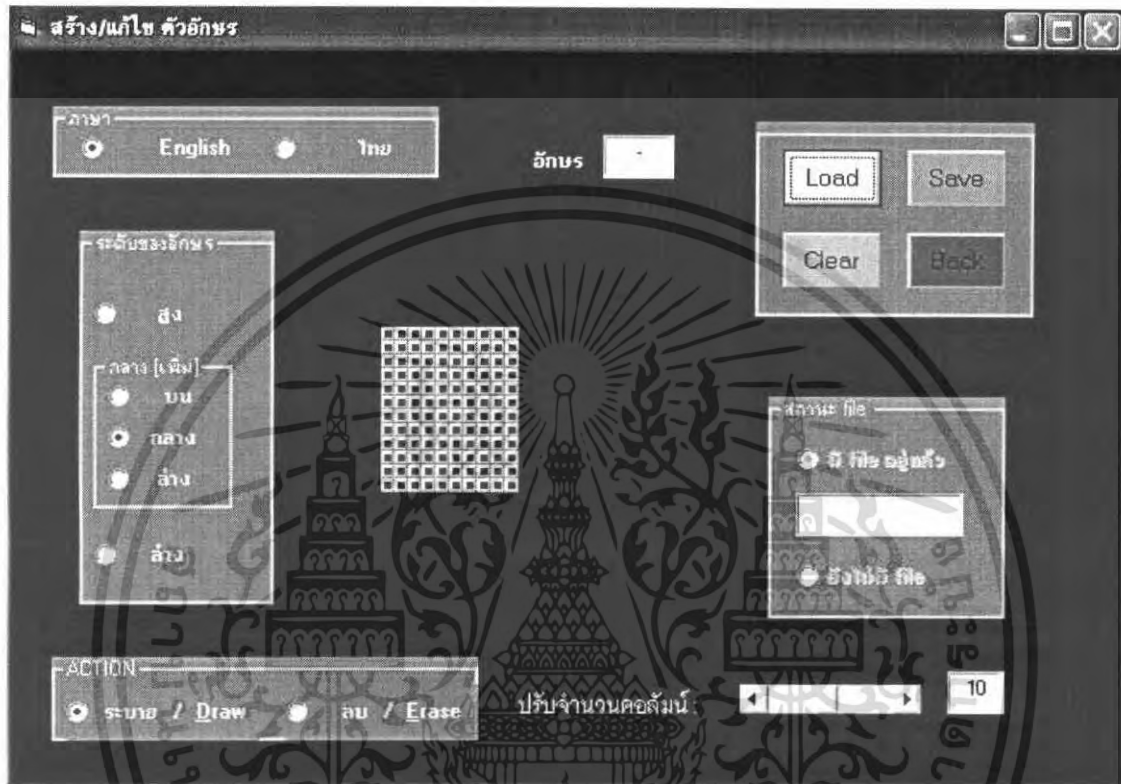 สร้าง/แก้ไข ตัวอักษร
ภาษา
English ไทย
อักษร
Load Save
Clear Back
ระดับของอักษร
สูง
กลาง [เพิ่ม]
บน
กลาง
ล่าง
ล่าง
สถานะ file
มี file อยู่แล้ว
ยังไม่มี file
ACTION
ระบาย / Draw ลบ / Erase
ปรับจำนวนคอลัมน์ :
10